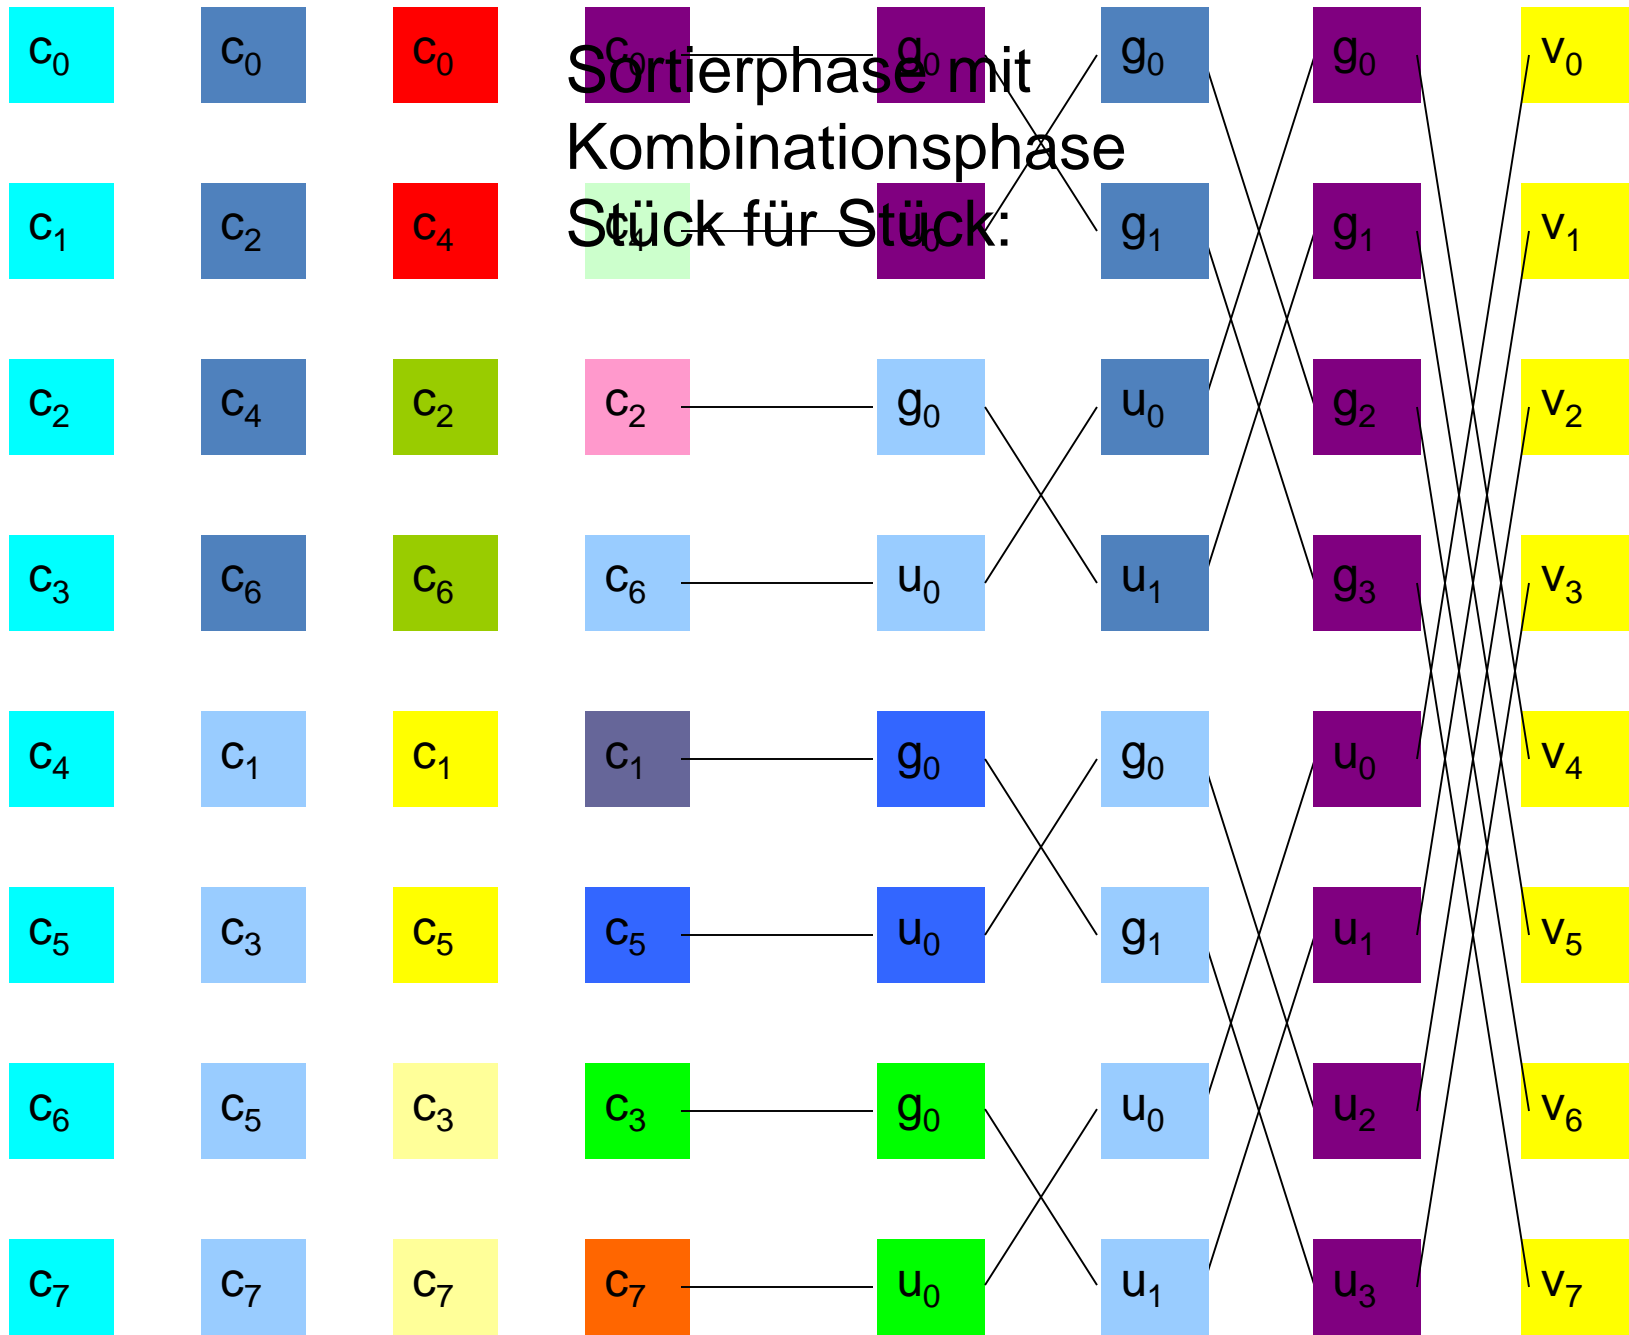 Sortierphase mit
Kombinationsphase
Stück für Stück:
c0 c0 c0 c0 g0 g0 g0 v0
c1 c2 c4 c4 u0 g1 g1 v1
c2 c4 c2 c2 g0 u0 g2 v2
c3 c6 c6 c6 u0 u1 g3 v3
c4 c1 c1 c1 g0 g0 u0 v4
c5 c3 c5 c5 u0 g1 u1 v5
c6 c5 c3 c3 g0 u0 u2 v6
c7 c7 c7 c7 u0 u1 u3 v7